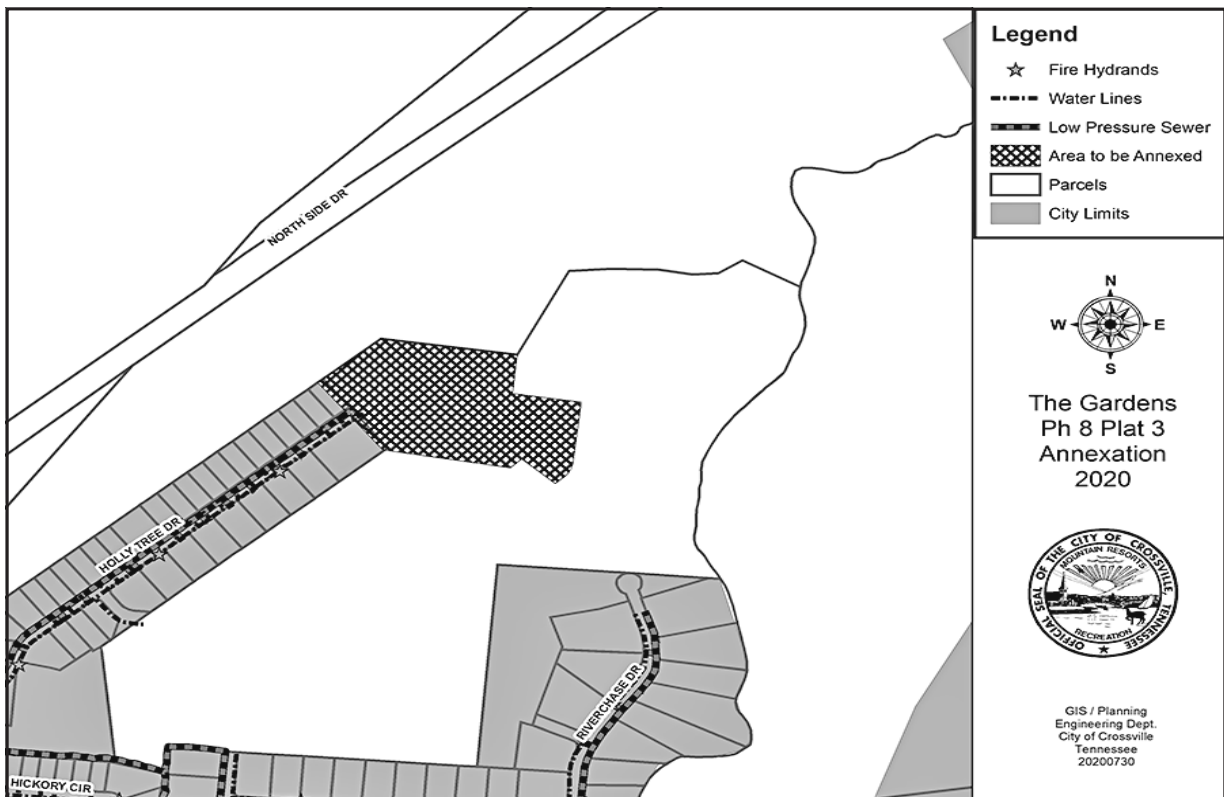 Legend
Fire Hydrands
Water Lines
Low Pressure Sewer
Area to be Annexed
Parcels
City Limits
NORTH SIDE DR
HOLLY TREE DR
RIVERCHASE DR
HICKORY CIR
N
W E
S
The Gardens
Ph 8 Plat 3
Annexation
2020
OFFICIAL SEAL OF THE CITY OF CROSSVILLE, TENNESSEE
MOUNTAIN RESORTS
RECREATION
GIS / Planning
Engineering Dept.
City of Crossville
Tennessee
20200730